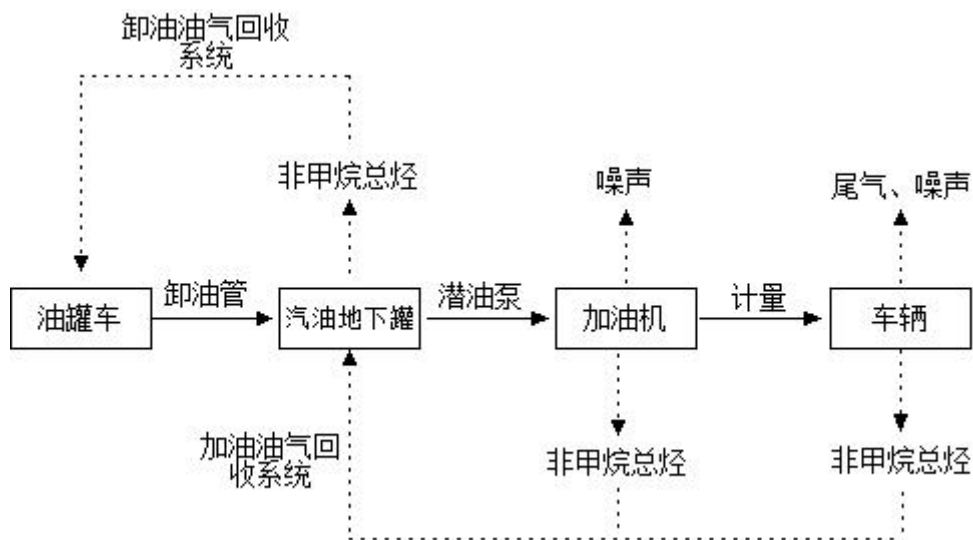 卸油油气回收
系统
非甲烷总烃
噪声
尾气、噪声
油罐车
卸油管
汽油地下罐
潜油泵
加油机
计量
车辆
加油油气回
收系统
非甲烷总烃
非甲烷总烃